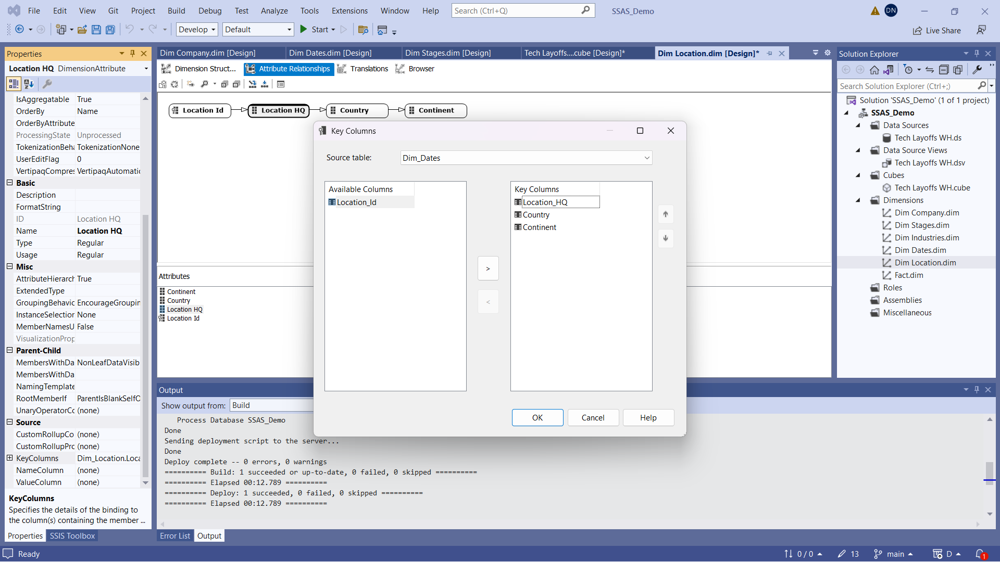 File Edit View Git Project Build Debug Test Analyze Tools Extensions Window Help Search (Ctrl+Q) SSAS_Demo DN
Develop Default Start Live Share
Properties
Location HQ DimensionAttribute
IsAggregatable True
OrderBy Name
OrderByAttribute
ProcessingState Unprocessed
TokenizationBeha TokenizationNone
UserEditFlag 0
VertipaqCompres VertipaqAutomatic
Basic
Description
FormatString
ID Location HQ
Name Location HQ
Type Regular
Usage Regular
Misc
AttributeHierarch True
ExtendedType
GroupingBehavic EncourageGroupin
InstanceSelection None
MemberNamesU False
VisualizationProp
Parent-Child
MembersWithDa NonLeafDataVisib
MembersWithDa
NamingTemplate
RootMemberIf ParentIsBlankSelfO
UnaryOperatorCo (none)
Source
CustomRollupCo (none)
CustomRollupPrc (none)
KeyColumns Dim_Location.Loca
NameColumn (none)
ValueColumn (none)
KeyColumns
Specifies the details of the binding to
the column(s) containing the member ...
Properties SSIS Toolbox
Dim Company.dim [Design] Dim Dates.dim [Design] Dim Stages.dim [Design] Tech Layoffs....cube [Design]* Dim Location.dim [Design]*
Dimension Struct... Attribute Relationships Translations Browser
Location Id Location HQ Country Continent
Attributes
Continent
Country
Location HQ
Location Id
Key Columns
Source table: Dim_Dates
Available Columns
Location_Id
Key Columns
Location_HQ
Country
Continent
>
<
OK Cancel Help
Output
Show output from: Build
Process Database SSAS_Demo
Done
Sending deployment script to the server...
Done
Deploy complete -- 0 errors, 0 warnings
========== Build: 1 succeeded or up-to-date, 0 failed, 0 skipped ==========
========== Elapsed 00:12.789 ==========
========== Deploy: 1 succeeded, 0 failed, 0 skipped ==========
========== Elapsed 00:12.789 ==========
Error List Output
Solution Explorer
Search Solution Explorer (Ctrl+;)
Solution 'SSAS_Demo' (1 of 1 project)
SSAS_Demo
Data Sources
Tech Layoffs WH.ds
Data Source Views
Tech Layoffs WH.dsv
Cubes
Tech Layoffs WH.cube
Dimensions
Dim Company.dim
Dim Stages.dim
Dim Industries.dim
Dim Dates.dim
Dim Location.dim
Fact.dim
Roles
Assemblies
Miscellaneous
Ready 0 / 0 13 main D 1